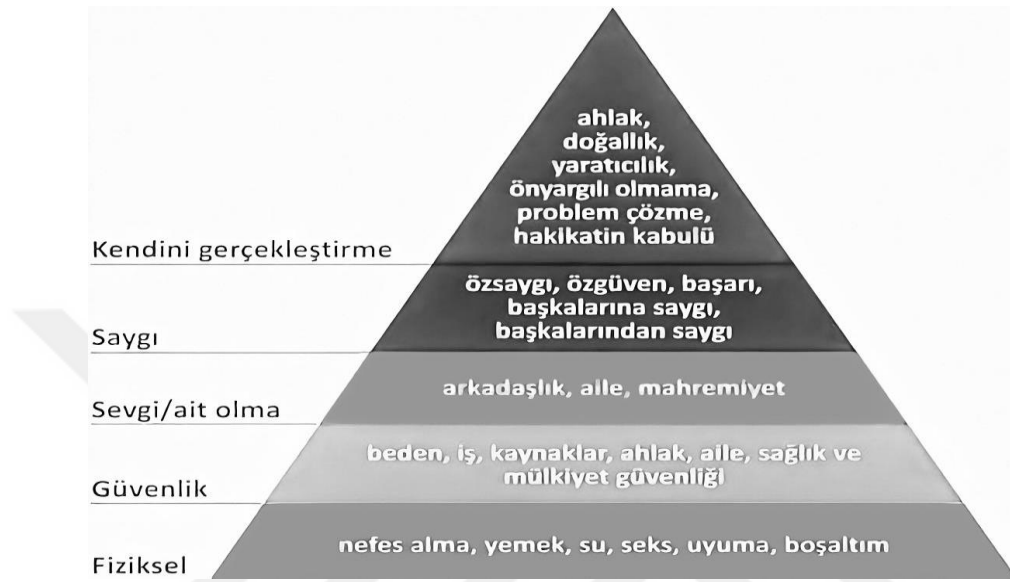 ahlak,
doğallık,
yaratıcılık,
önyargılı olmama,
problem çözme,
hakikatin kabulü
Kendini gerçekleştirme
özsaygı, özgüven, başarı,
başkalarına saygı,
başkalarından saygı
Saygı
arkadaşlık, aile, mahremiyet
Sevgi/ait olma
beden, iş, kaynaklar, ahlak, aile, sağlık ve
mülkiyet güvenliği
Güvenlik
nefes alma, yemek, su, seks, uyuma, boşaltım
Fiziksel